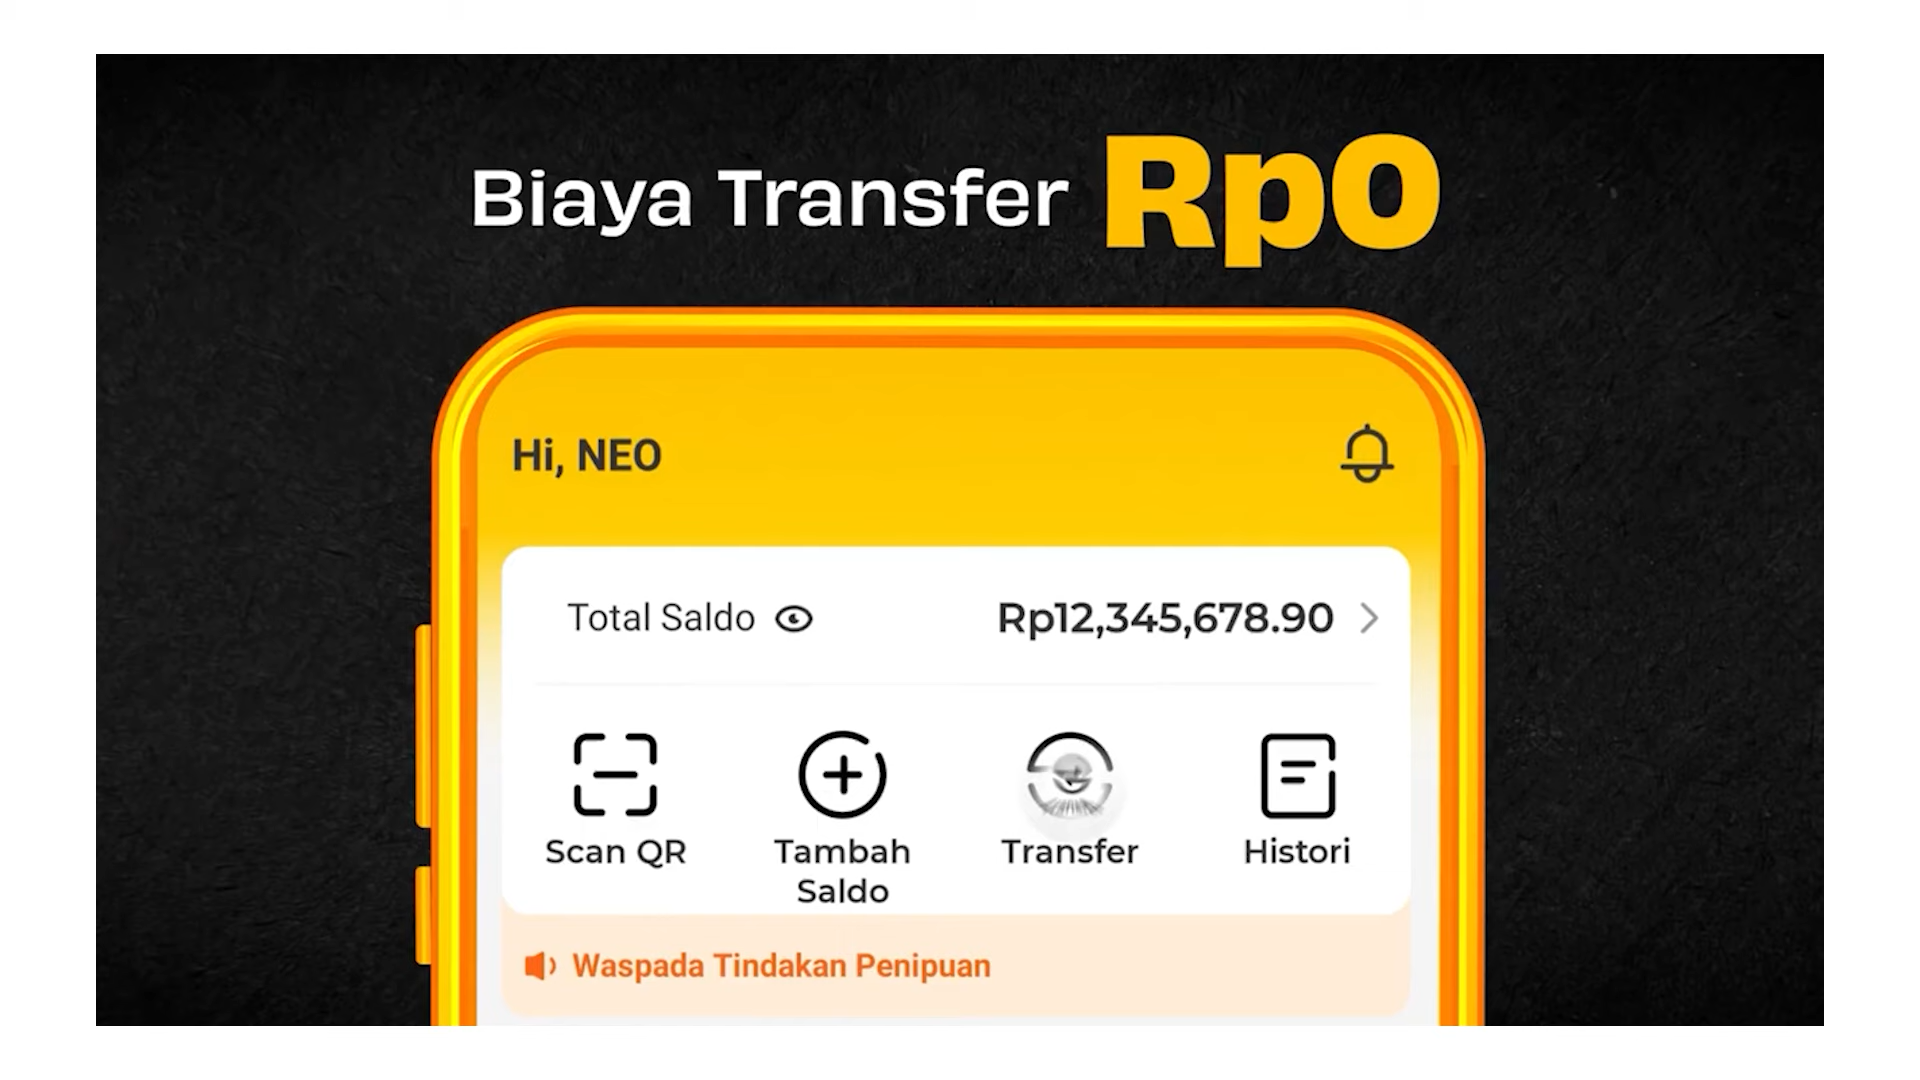 Biaya Transfer Rp0
Hi, NEO
Total Saldo Rp12,345,678.90
Scan QR
Tambah
Saldo
Transfer
Histori
Waspada Tindakan Penipuan